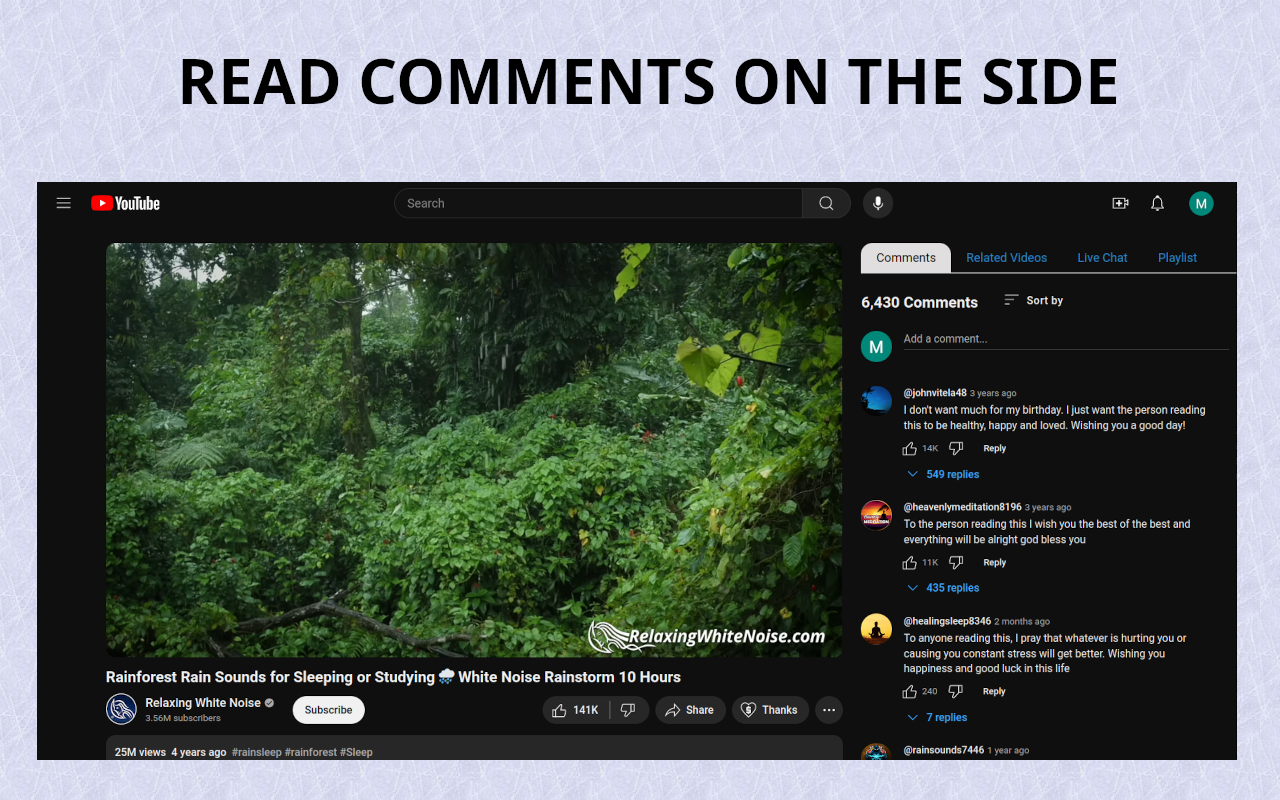 READ COMMENTS ON THE SIDE
YouTube
Search
M
RelaxingWhiteNoise.com
Rainforest Rain Sounds for Sleeping or Studying 🌧️ White Noise Rainstorm 10 Hours
Relaxing White Noise
3.56M subscribers
Subscribe
141K
Share
Thanks
25M views 4 years ago #rainsleep #rainforest #Sleep
Comments Related Videos Live Chat Playlist
6,430 Comments Sort by
M
Add a comment...
@johnvitela48 3 years ago
I don't want much for my birthday. I just want the person reading
this to be healthy, happy and loved. Wishing you a good day!
14K Reply
549 replies
@heavenlymeditation8196 3 years ago
To the person reading this I wish you the best of the best and
everything will be alright god bless you
11K Reply
435 replies
@healingsleep8346 2 months ago
To anyone reading this, I pray that whatever is hurting you or
causing you constant stress will get better. Wishing you
happiness and good luck in this life
240 Reply
7 replies
@rainsounds7446 1 year ago